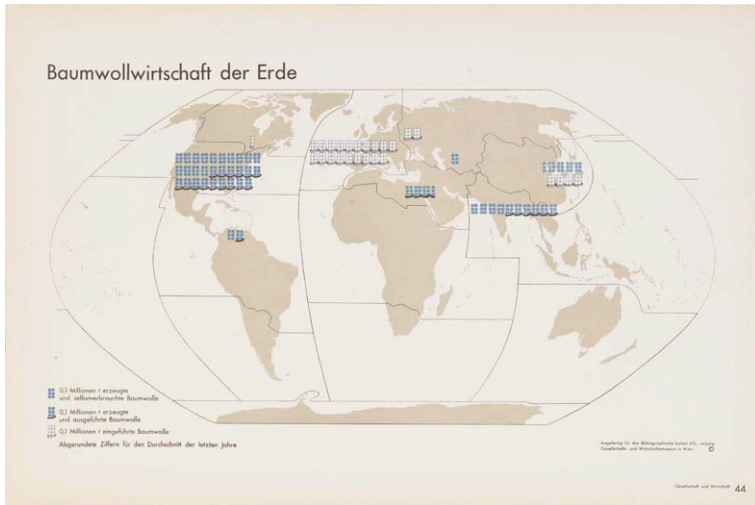 Baumwollwirtschaft der Erde
0,1 Millionen t erzeugte
und selbstverbrauchte Baumwolle
0,1 Millionen t erzeugte
und ausgeführte Baumwolle
0,1 Millionen t eingeführte Baumwolle
Abgerundete Ziffern für den Durchschnitt der letzten Jahre
Angefertigt für das Bibliographische Institut AG., Leipzig
Gesellschafts- und Wirtschaftsmuseum in Wien ©
Gesellschaft und Wirtschaft 44